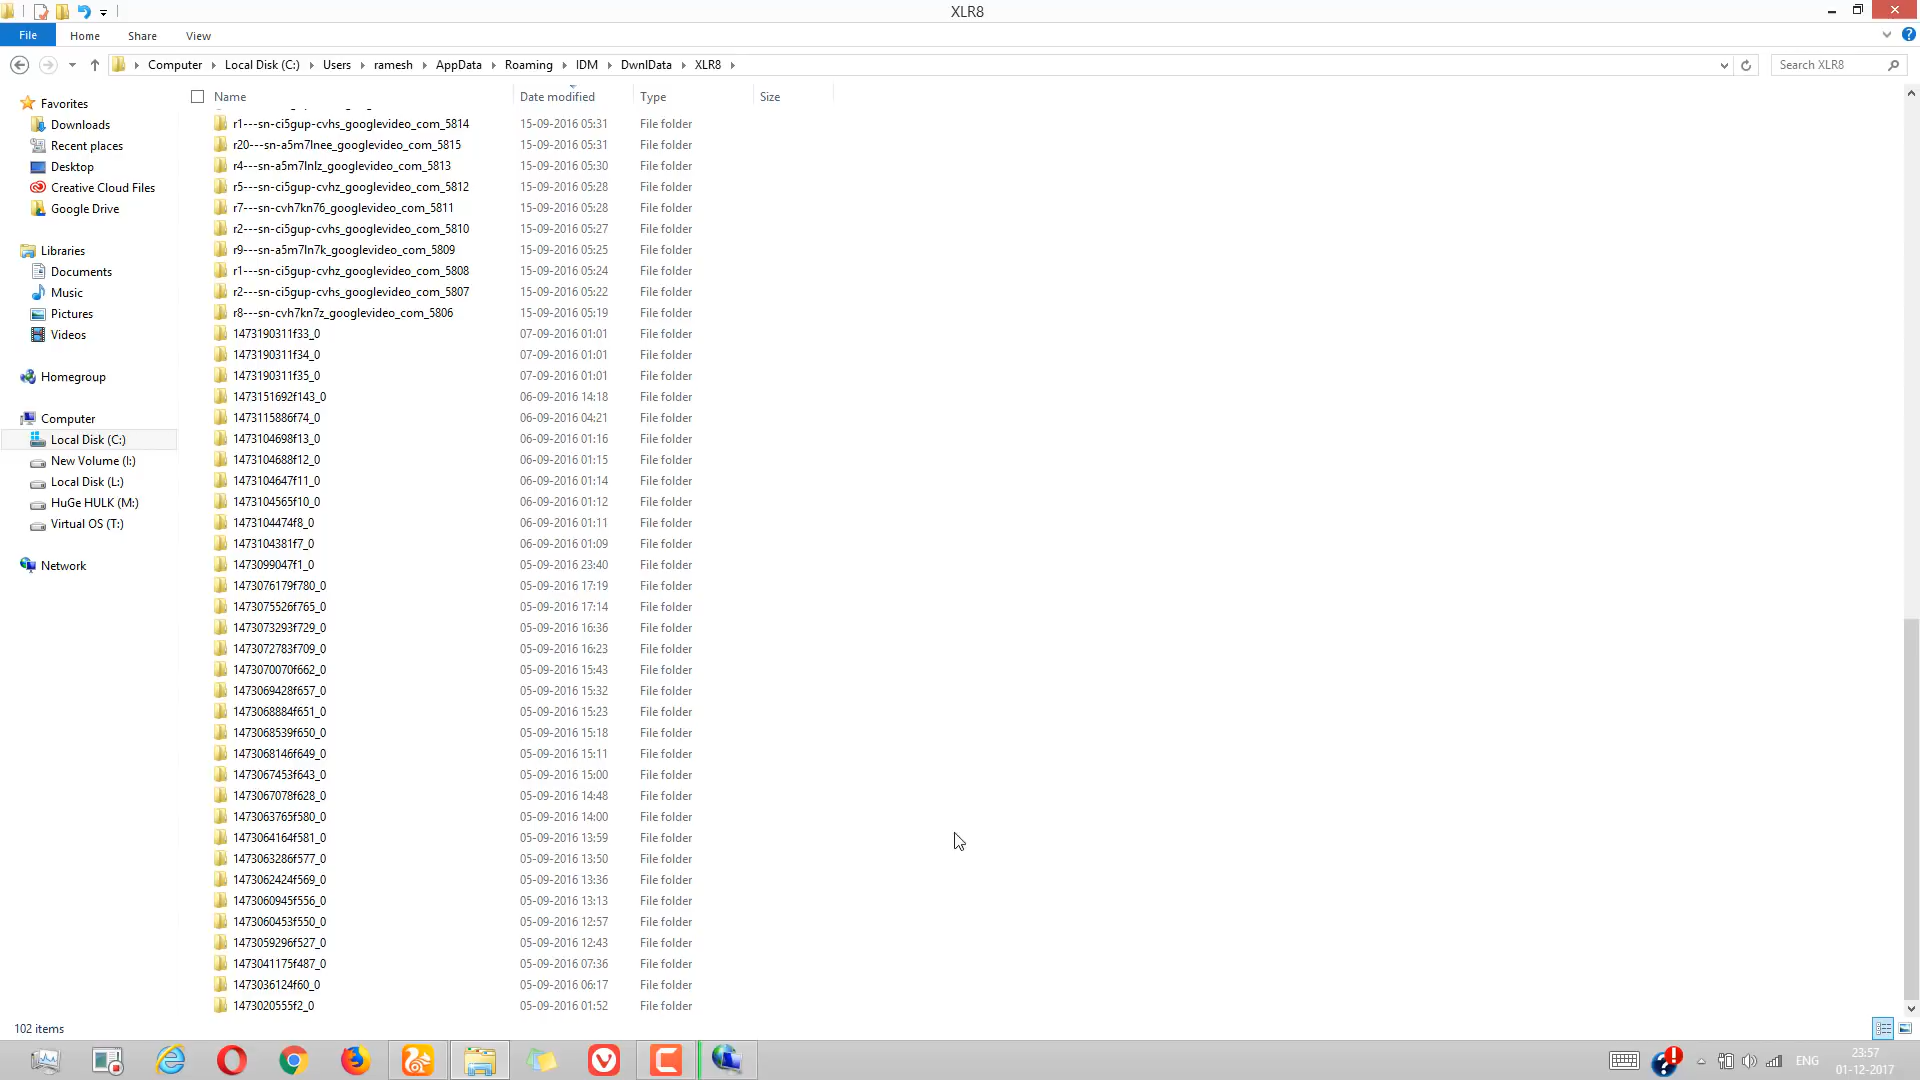 XLR8
File Home Share View
Computer Local Disk (C:) Users ramesh AppData Roaming IDM DwnlData XLR8
Search XLR8
Name Date modified Type Size
Favorites
Downloads
Recent places
Desktop
Creative Cloud Files
Google Drive
Libraries
Documents
Music
Pictures
Videos
Homegroup
Computer
Local Disk (C:)
New Volume (I:)
Local Disk (L:)
HuGe HULK (M:)
Virtual OS (T:)
Network
r1---sn-ci5gup-cvhs_googlevideo_com_5814 15-09-2016 05:31 File folder
r20---sn-a5m7lnee_googlevideo_com_5815 15-09-2016 05:31 File folder
r4---sn-a5m7lnlz_googlevideo_com_5813 15-09-2016 05:30 File folder
r5---sn-ci5gup-cvhz_googlevideo_com_5812 15-09-2016 05:28 File folder
r7---sn-cvh7kn76_googlevideo_com_5811 15-09-2016 05:28 File folder
r2---sn-ci5gup-cvhs_googlevideo_com_5810 15-09-2016 05:27 File folder
r9---sn-a5m7ln7k_googlevideo_com_5809 15-09-2016 05:25 File folder
r1---sn-ci5gup-cvhz_googlevideo_com_5808 15-09-2016 05:24 File folder
r2---sn-ci5gup-cvhs_googlevideo_com_5807 15-09-2016 05:22 File folder
r8---sn-cvh7kn7z_googlevideo_com_5806 15-09-2016 05:19 File folder
1473190311f33_0 07-09-2016 01:01 File folder
1473190311f34_0 07-09-2016 01:01 File folder
1473190311f35_0 07-09-2016 01:01 File folder
1473151692f143_0 06-09-2016 14:18 File folder
1473115886f74_0 06-09-2016 04:21 File folder
1473104698f13_0 06-09-2016 01:16 File folder
1473104688f12_0 06-09-2016 01:15 File folder
1473104647f11_0 06-09-2016 01:14 File folder
1473104565f10_0 06-09-2016 01:12 File folder
1473104474f8_0 06-09-2016 01:11 File folder
1473104381f7_0 06-09-2016 01:09 File folder
1473099047f1_0 05-09-2016 23:40 File folder
1473076179f780_0 05-09-2016 17:19 File folder
1473075526f765_0 05-09-2016 17:14 File folder
1473073293f729_0 05-09-2016 16:36 File folder
1473072783f709_0 05-09-2016 16:23 File folder
1473070070f662_0 05-09-2016 15:43 File folder
1473069428f657_0 05-09-2016 15:32 File folder
1473068884f651_0 05-09-2016 15:23 File folder
1473068539f650_0 05-09-2016 15:18 File folder
1473068146f649_0 05-09-2016 15:11 File folder
1473067453f643_0 05-09-2016 15:00 File folder
1473067078f628_0 05-09-2016 14:48 File folder
1473063765f580_0 05-09-2016 14:00 File folder
1473064164f581_0 05-09-2016 13:59 File folder
1473063286f577_0 05-09-2016 13:50 File folder
1473062424f569_0 05-09-2016 13:36 File folder
1473060945f556_0 05-09-2016 13:13 File folder
1473060453f550_0 05-09-2016 12:57 File folder
1473059296f527_0 05-09-2016 12:43 File folder
1473041175f487_0 05-09-2016 07:36 File folder
1473036124f60_0 05-09-2016 06:17 File folder
1473020555f2_0 05-09-2016 01:52 File folder
102 items
ENG
23:57
01-12-2017